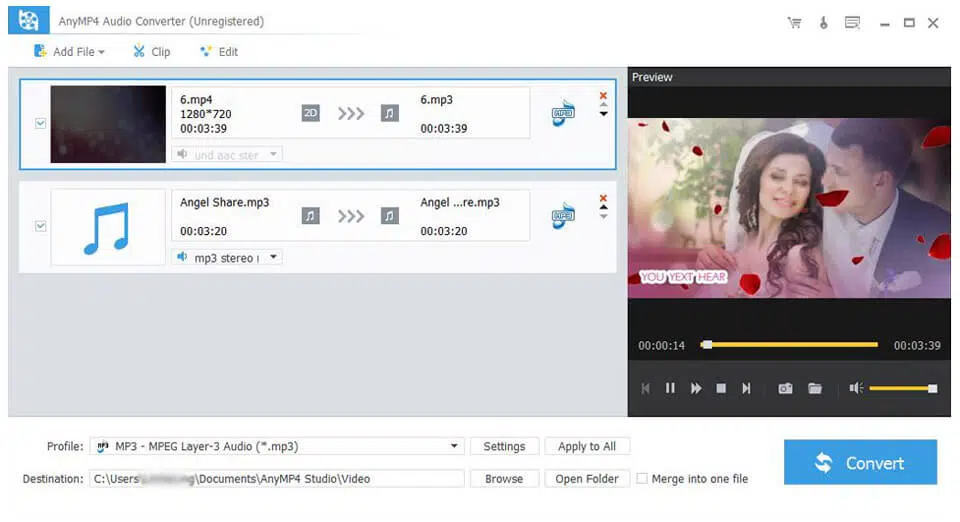 AnyMP4 Audio Converter (Unregistered)
Add File Clip Edit
Preview
6.mp4
1280*720
00:03:39
2D
6.mp3
00:03:39
MPEG
und aac ster
Angel Share.mp3
00:03:20
Angel ...re.mp3
00:03:20
MPEG
mp3 stereo
YOU YEXT HEAR
00:00:14 00:03:39
Profile: MP3 MP3 - MPEG Layer-3 Audio (*.mp3) Settings Apply to All
Destination: C:\Users\ \Documents\AnyMP4 Studio\Video Browse Open Folder Merge into one file
Convert